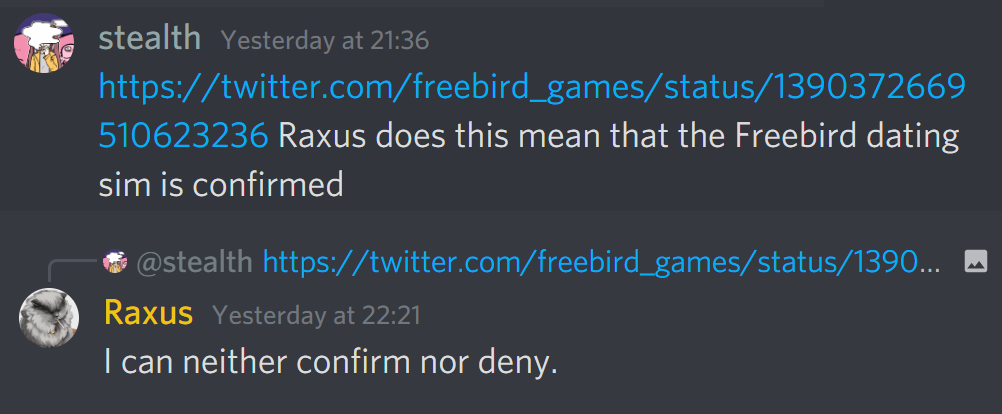 stealth Yesterday at 21:36
https://twitter.com/freebird_games/status/1390372669
510623236 Raxus does this mean that the Freebird dating
sim is confirmed
@stealth https://twitter.com/freebird_games/status/1390...
Raxus Yesterday at 22:21
I can neither confirm nor deny.